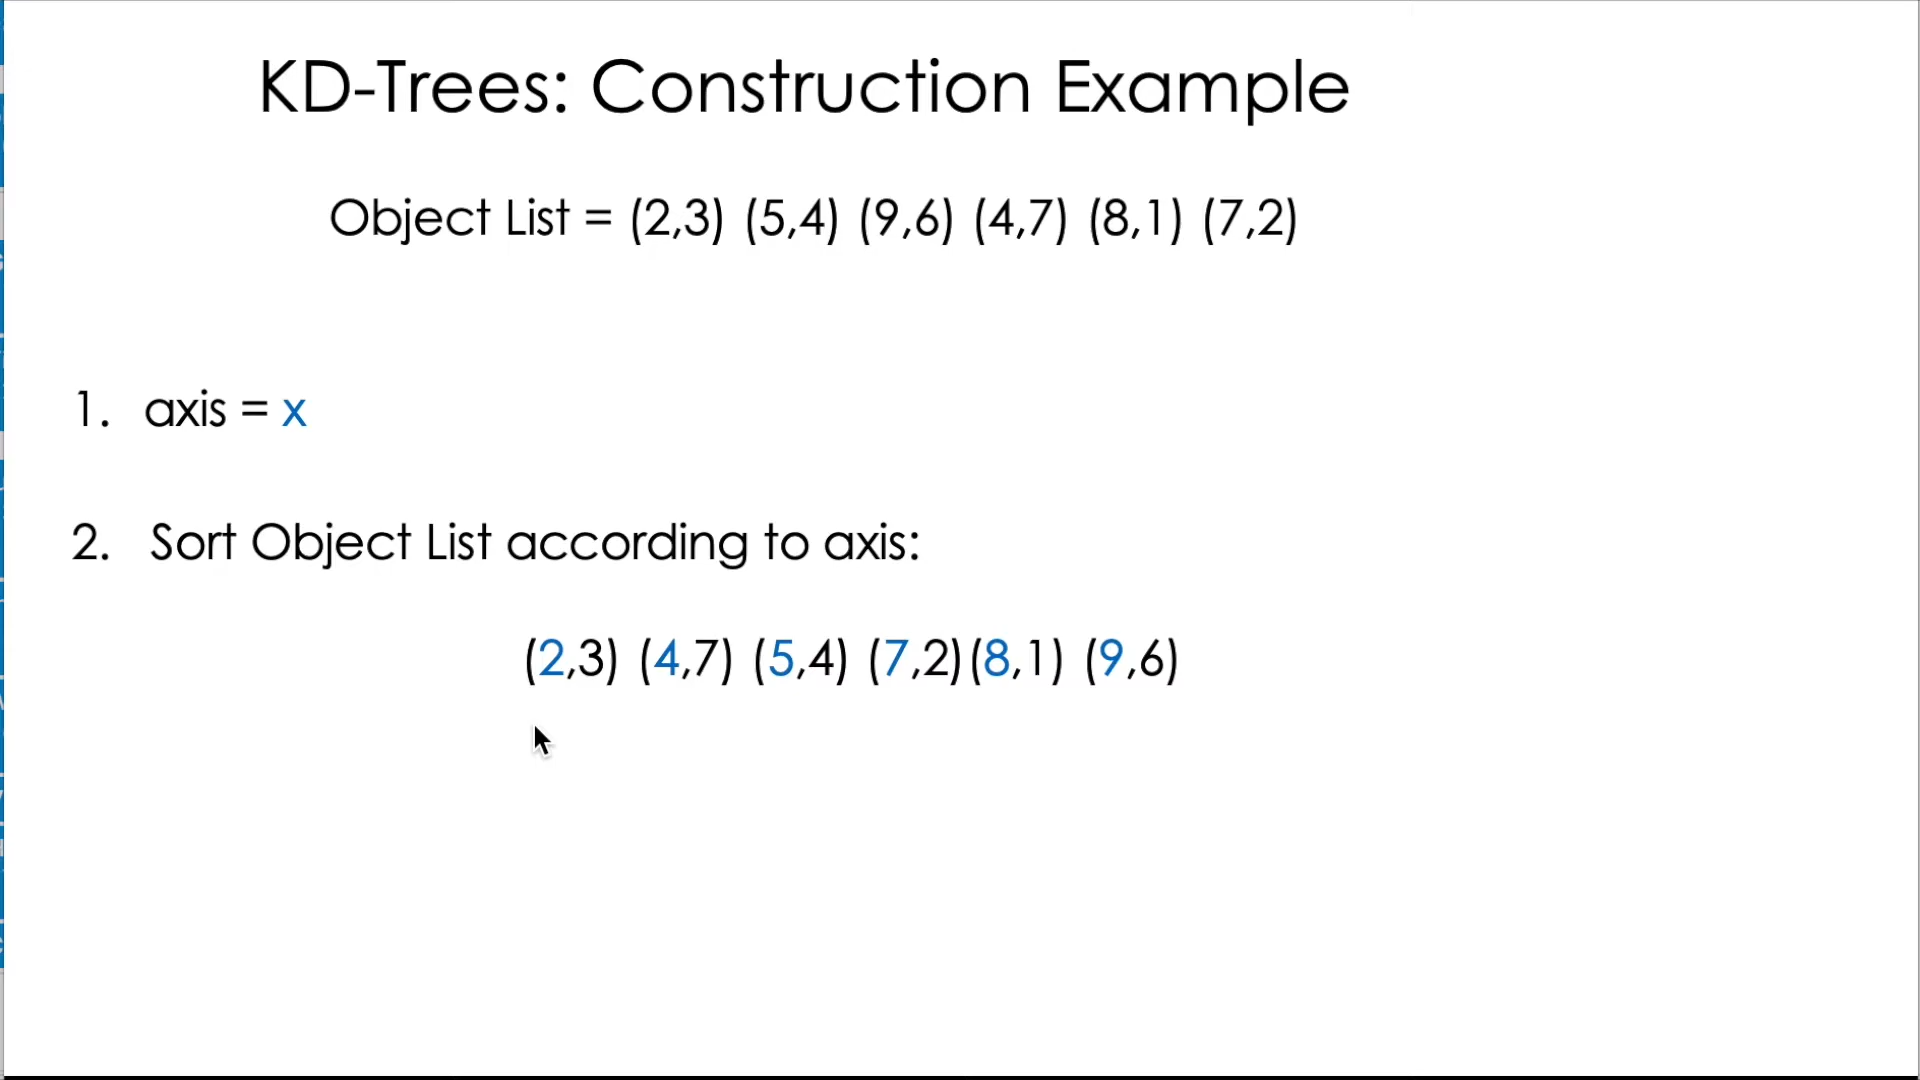 KD-Trees: Construction Example
Object List = (2,3) (5,4) (9,6) (4,7) (8,1) (7,2)
1. axis = x
2. Sort Object List according to axis:
(2,3) (4,7) (5,4) (7,2)(8,1) (9,6)